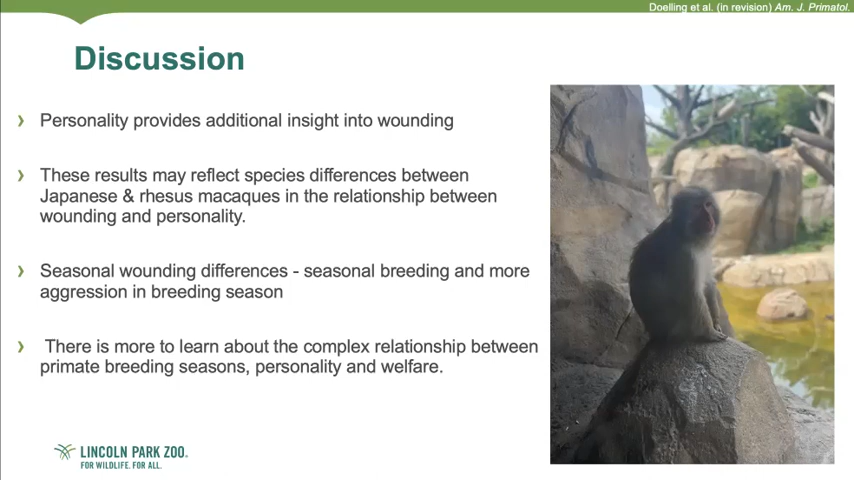 Doelling et al. (in revision) Am. J. Primatol.
Discussion
› Personality provides additional insight into wounding
› These results may reflect species differences between
Japanese & rhesus macaques in the relationship between
wounding and personality.
› Seasonal wounding differences - seasonal breeding and more
aggression in breeding season
› There is more to learn about the complex relationship between
primate breeding seasons, personality and welfare.
LINCOLN PARK ZOO.
FOR WILDLIFE. FOR ALL.